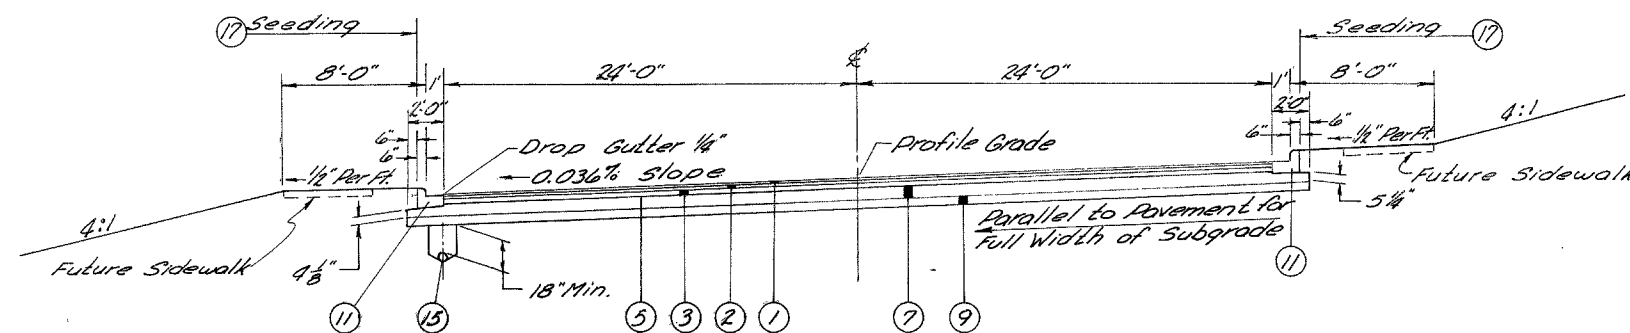 17 Seeding
Seeding 17
8'-0" 1' 24'-0" ℄ 24'-0" 1' 8'-0"
2'-0" 2'-0"
6" 6" 6" 4:1
6" Drop Gutter 1/4" Profile Grade 1/2" Per Ft.
1/2" Per Ft. 0.036% Slope Future Sidewalk
4:1 Parallel to Pavement for 5 1/4"
Future Sidewalk Full Width of Subgrade
4 1/8" 18" Min. 11
11 15 5 3 2 1 7 9